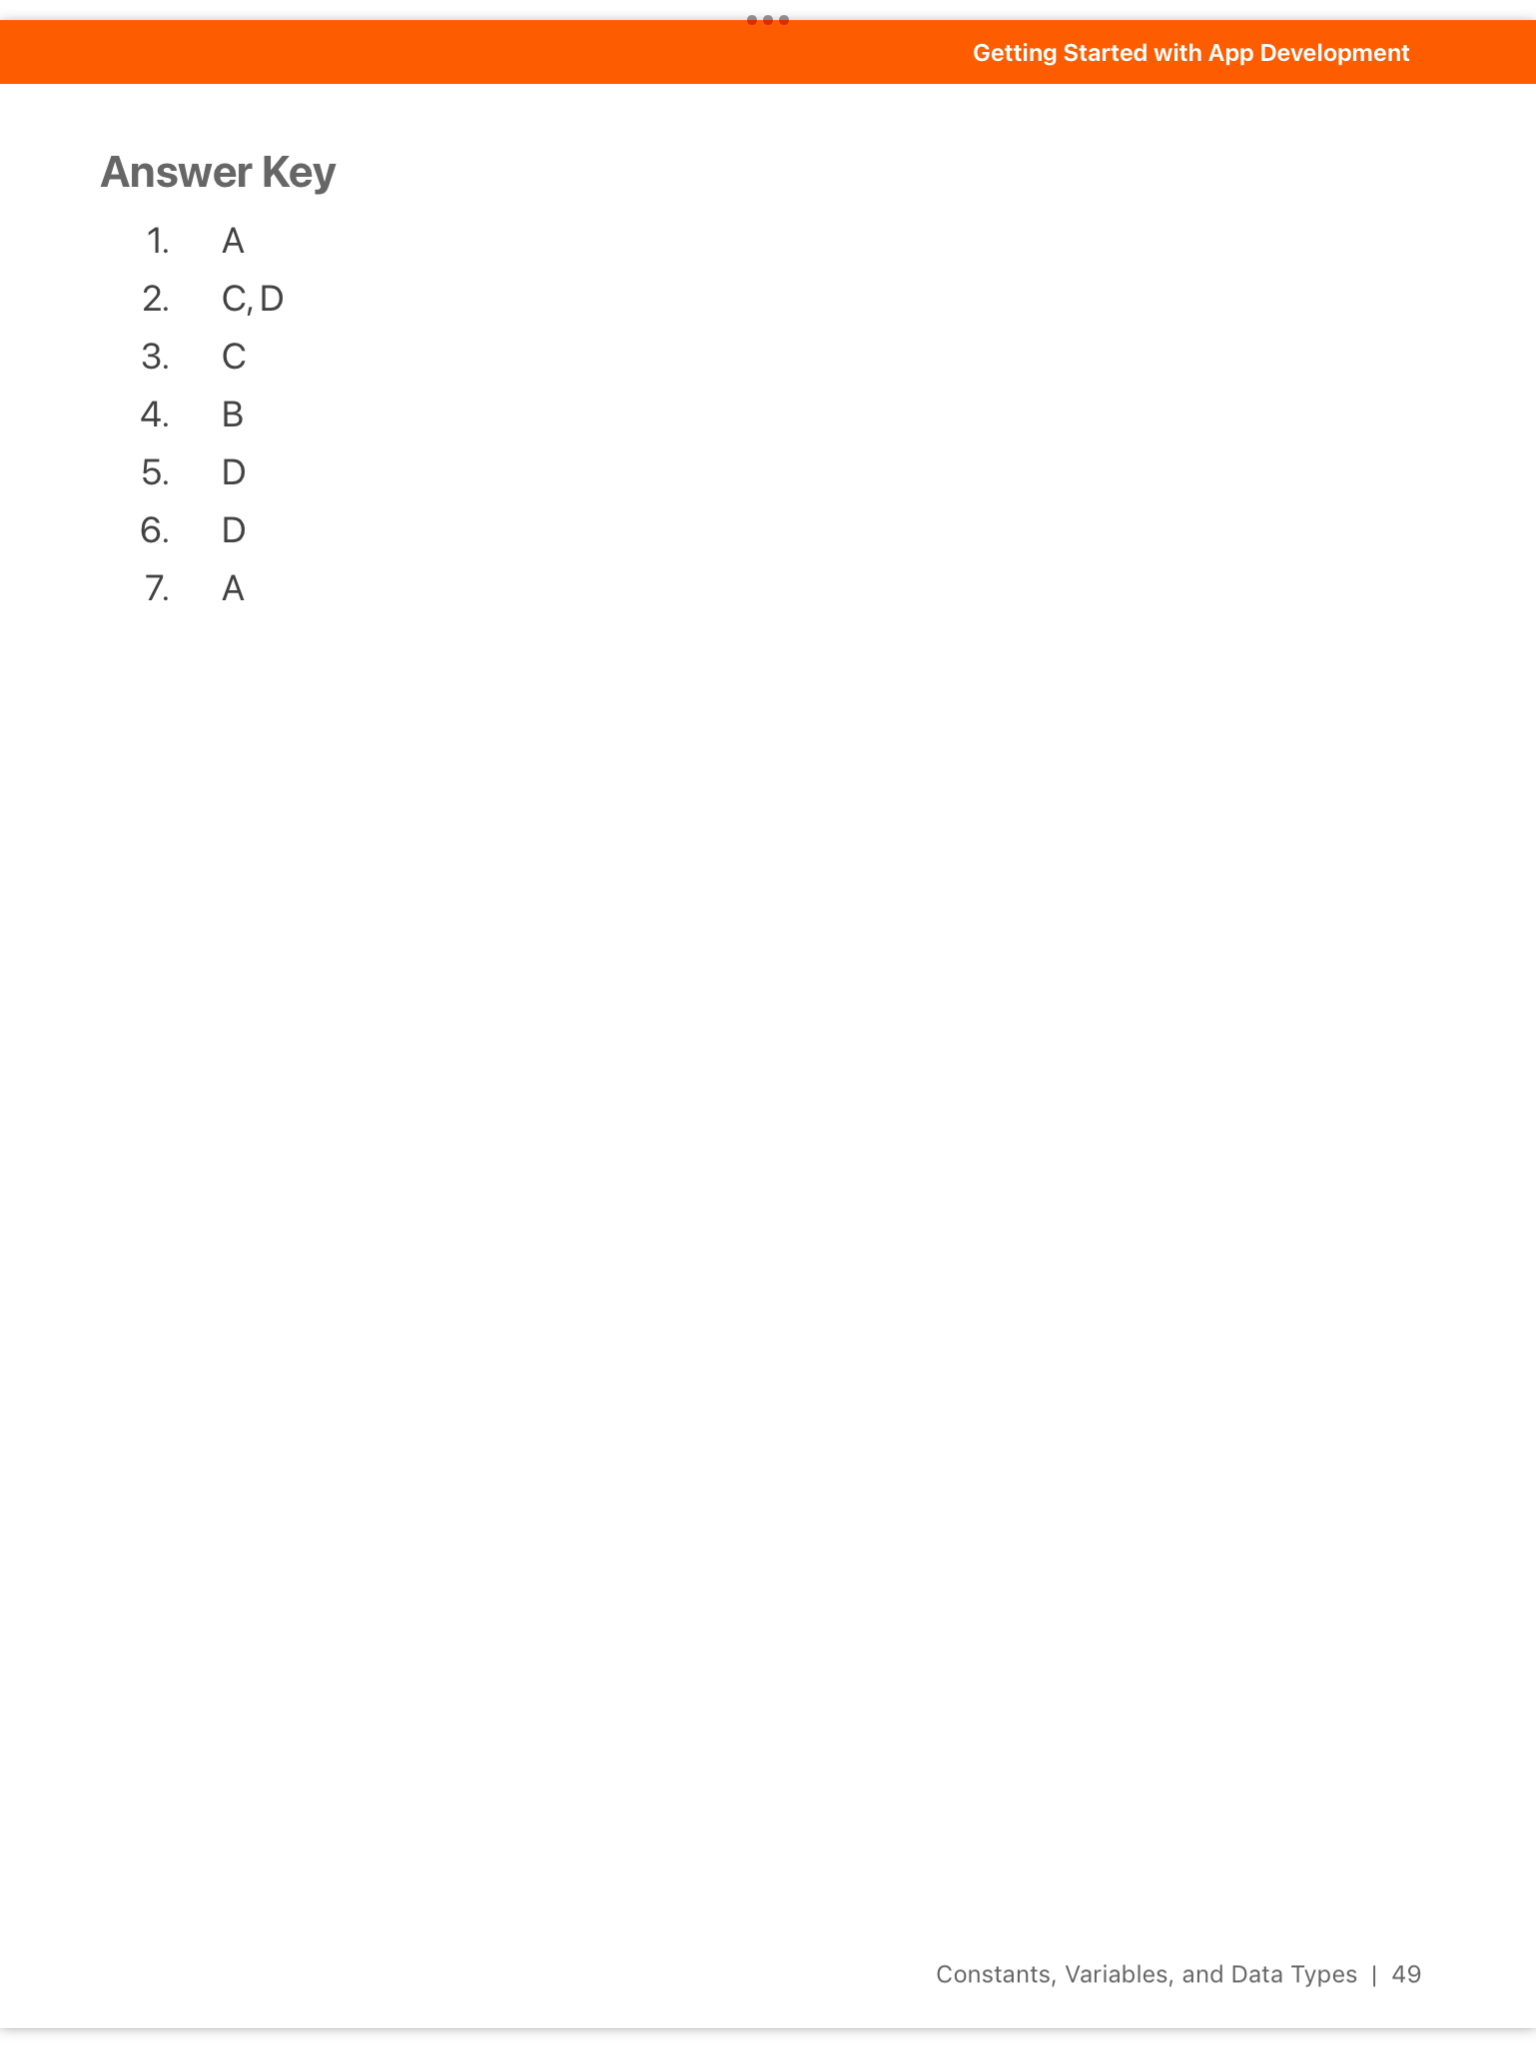 Getting Started with App Development
Answer Key
1. A
2. C, D
3. C
4. B
5. D
6. D
7. A
Constants, Variables, and Data Types | 49